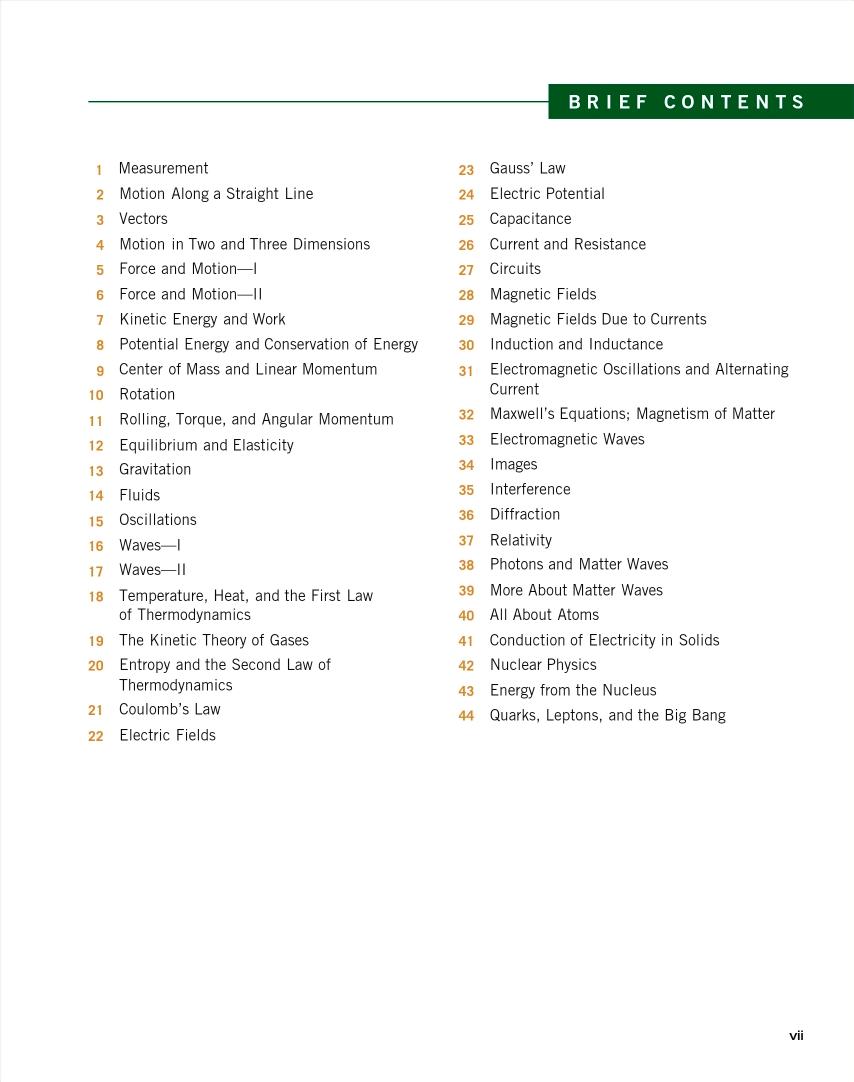 BRIEF CONTENTS
1 Measurement
2 Motion Along a Straight Line
3 Vectors
4 Motion in Two and Three Dimensions
5 Force and Motion—I
6 Force and Motion—II
7 Kinetic Energy and Work
8 Potential Energy and Conservation of Energy
9 Center of Mass and Linear Momentum
10 Rotation
11 Rolling, Torque, and Angular Momentum
12 Equilibrium and Elasticity
13 Gravitation
14 Fluids
15 Oscillations
16 Waves—I
17 Waves—II
18 Temperature, Heat, and the First Law
of Thermodynamics
19 The Kinetic Theory of Gases
20 Entropy and the Second Law of
Thermodynamics
21 Coulomb's Law
22 Electric Fields
23 Gauss' Law
24 Electric Potential
25 Capacitance
26 Current and Resistance
27 Circuits
28 Magnetic Fields
29 Magnetic Fields Due to Currents
30 Induction and Inductance
31 Electromagnetic Oscillations and Alternating
Current
32 Maxwell's Equations; Magnetism of Matter
33 Electromagnetic Waves
34 Images
35 Interference
36 Diffraction
37 Relativity
38 Photons and Matter Waves
39 More About Matter Waves
40 All About Atoms
41 Conduction of Electricity in Solids
42 Nuclear Physics
43 Energy from the Nucleus
44 Quarks, Leptons, and the Big Bang
vii